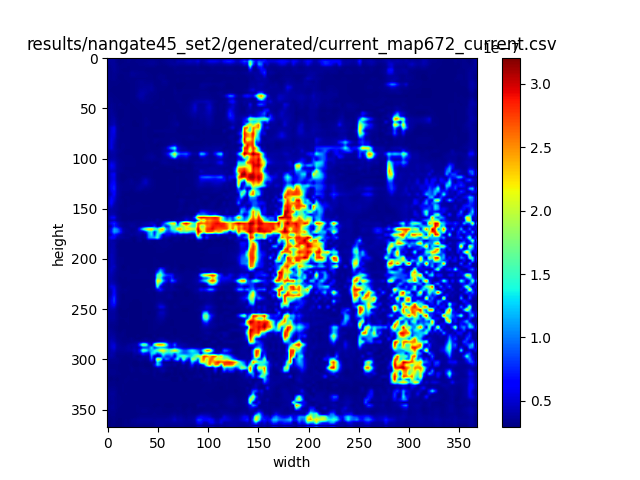 results/nangate45_set2/generated/current_map672_current.csv
1e−7
0
50
100
150
200
250
300
350
height
0 50 100 150 200 250 300 350
width
3.0
2.5
2.0
1.5
1.0
0.5